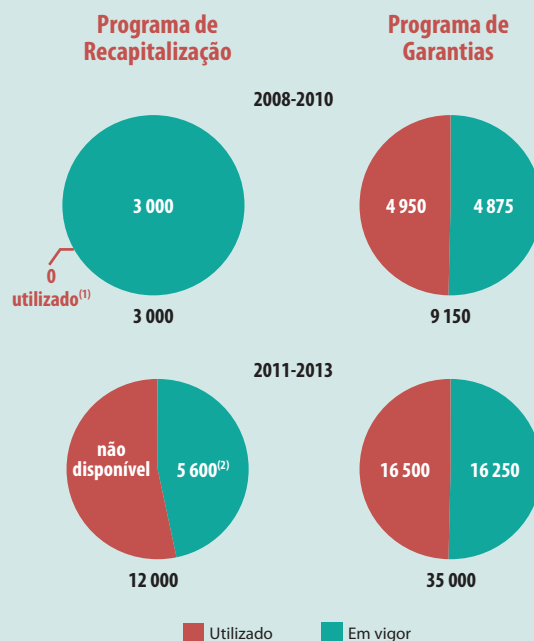 Programa de
Recapitalização
Programa de
Garantias
2008-2010
3 000
4 950
4 875
0
utilizado(1)
3 000
9 150
2011-2013
não
disponível
5 600(2)
16 500
16 250
12 000
35 000
Utilizado
Em vigor